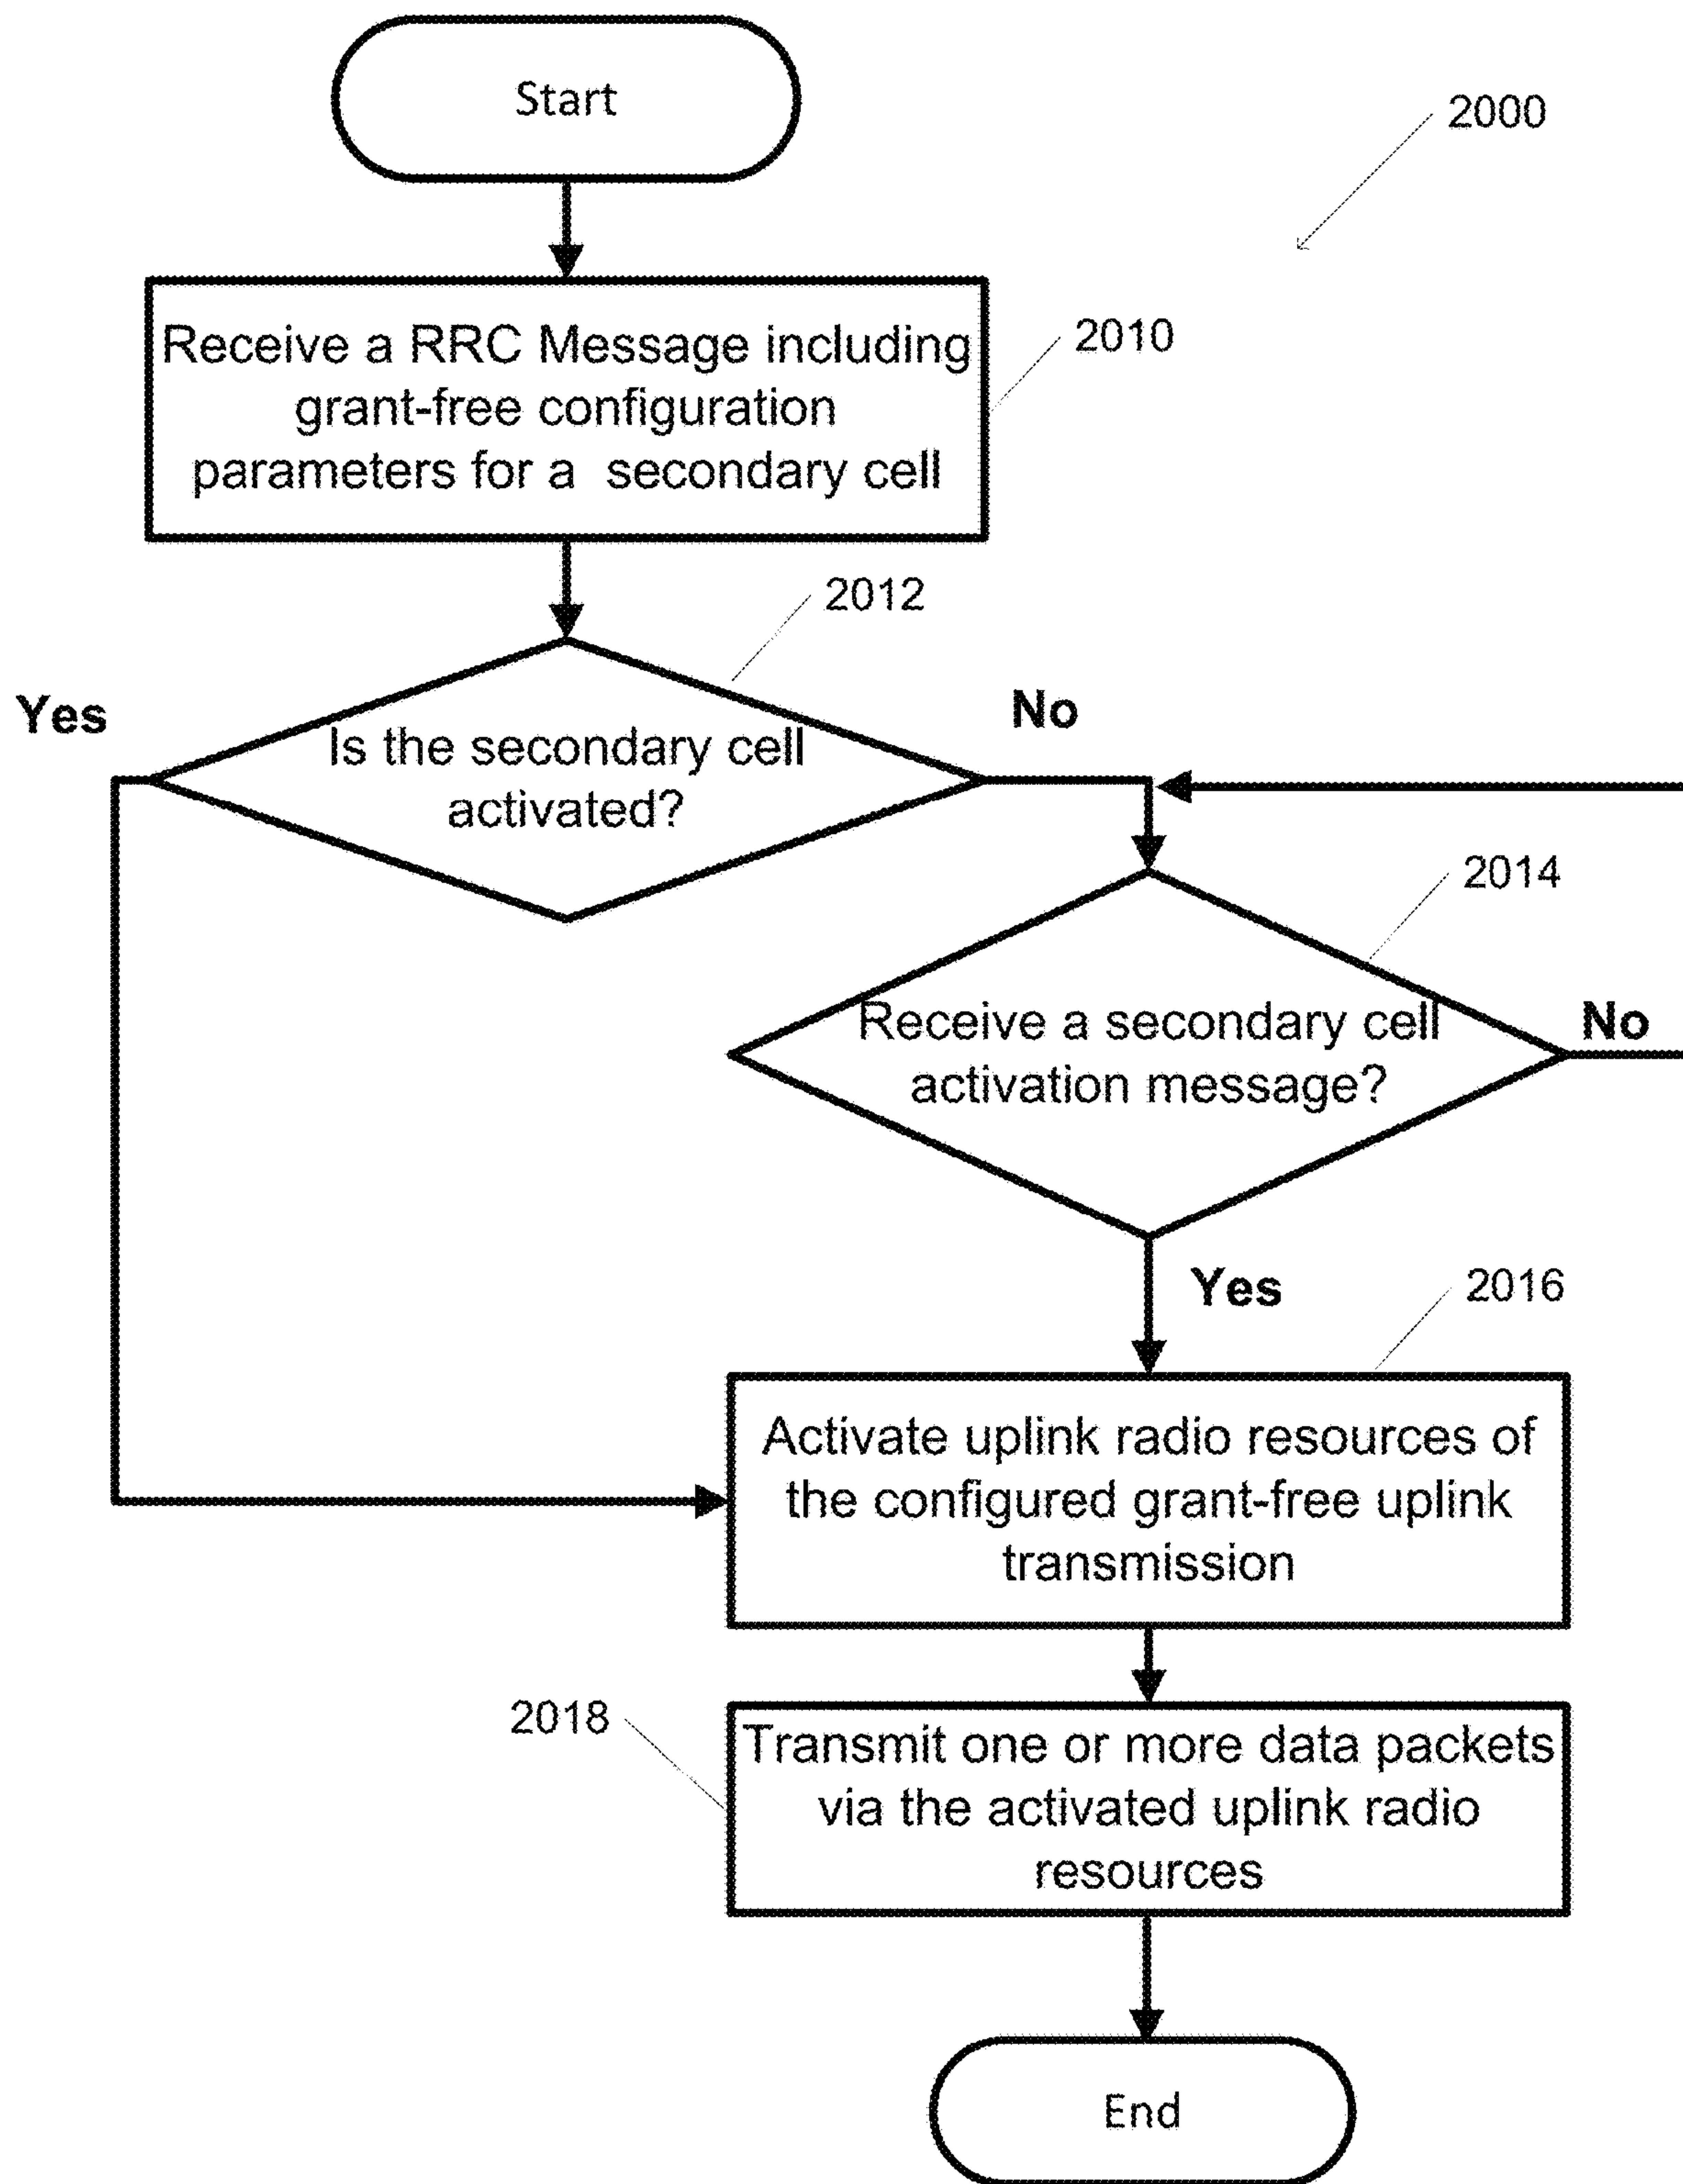 Start
2000
Receive a RRC Message including
grant-free configuration
parameters for a secondary cell
2010
2012
Yes
No
Is the secondary cell
activated?
2014
Receive a secondary cell
activation message?
No
Yes
2016
Activate uplink radio resources of
the configured grant-free uplink
transmission
2018
Transmit one or more data packets
via the activated uplink radio
resources
End